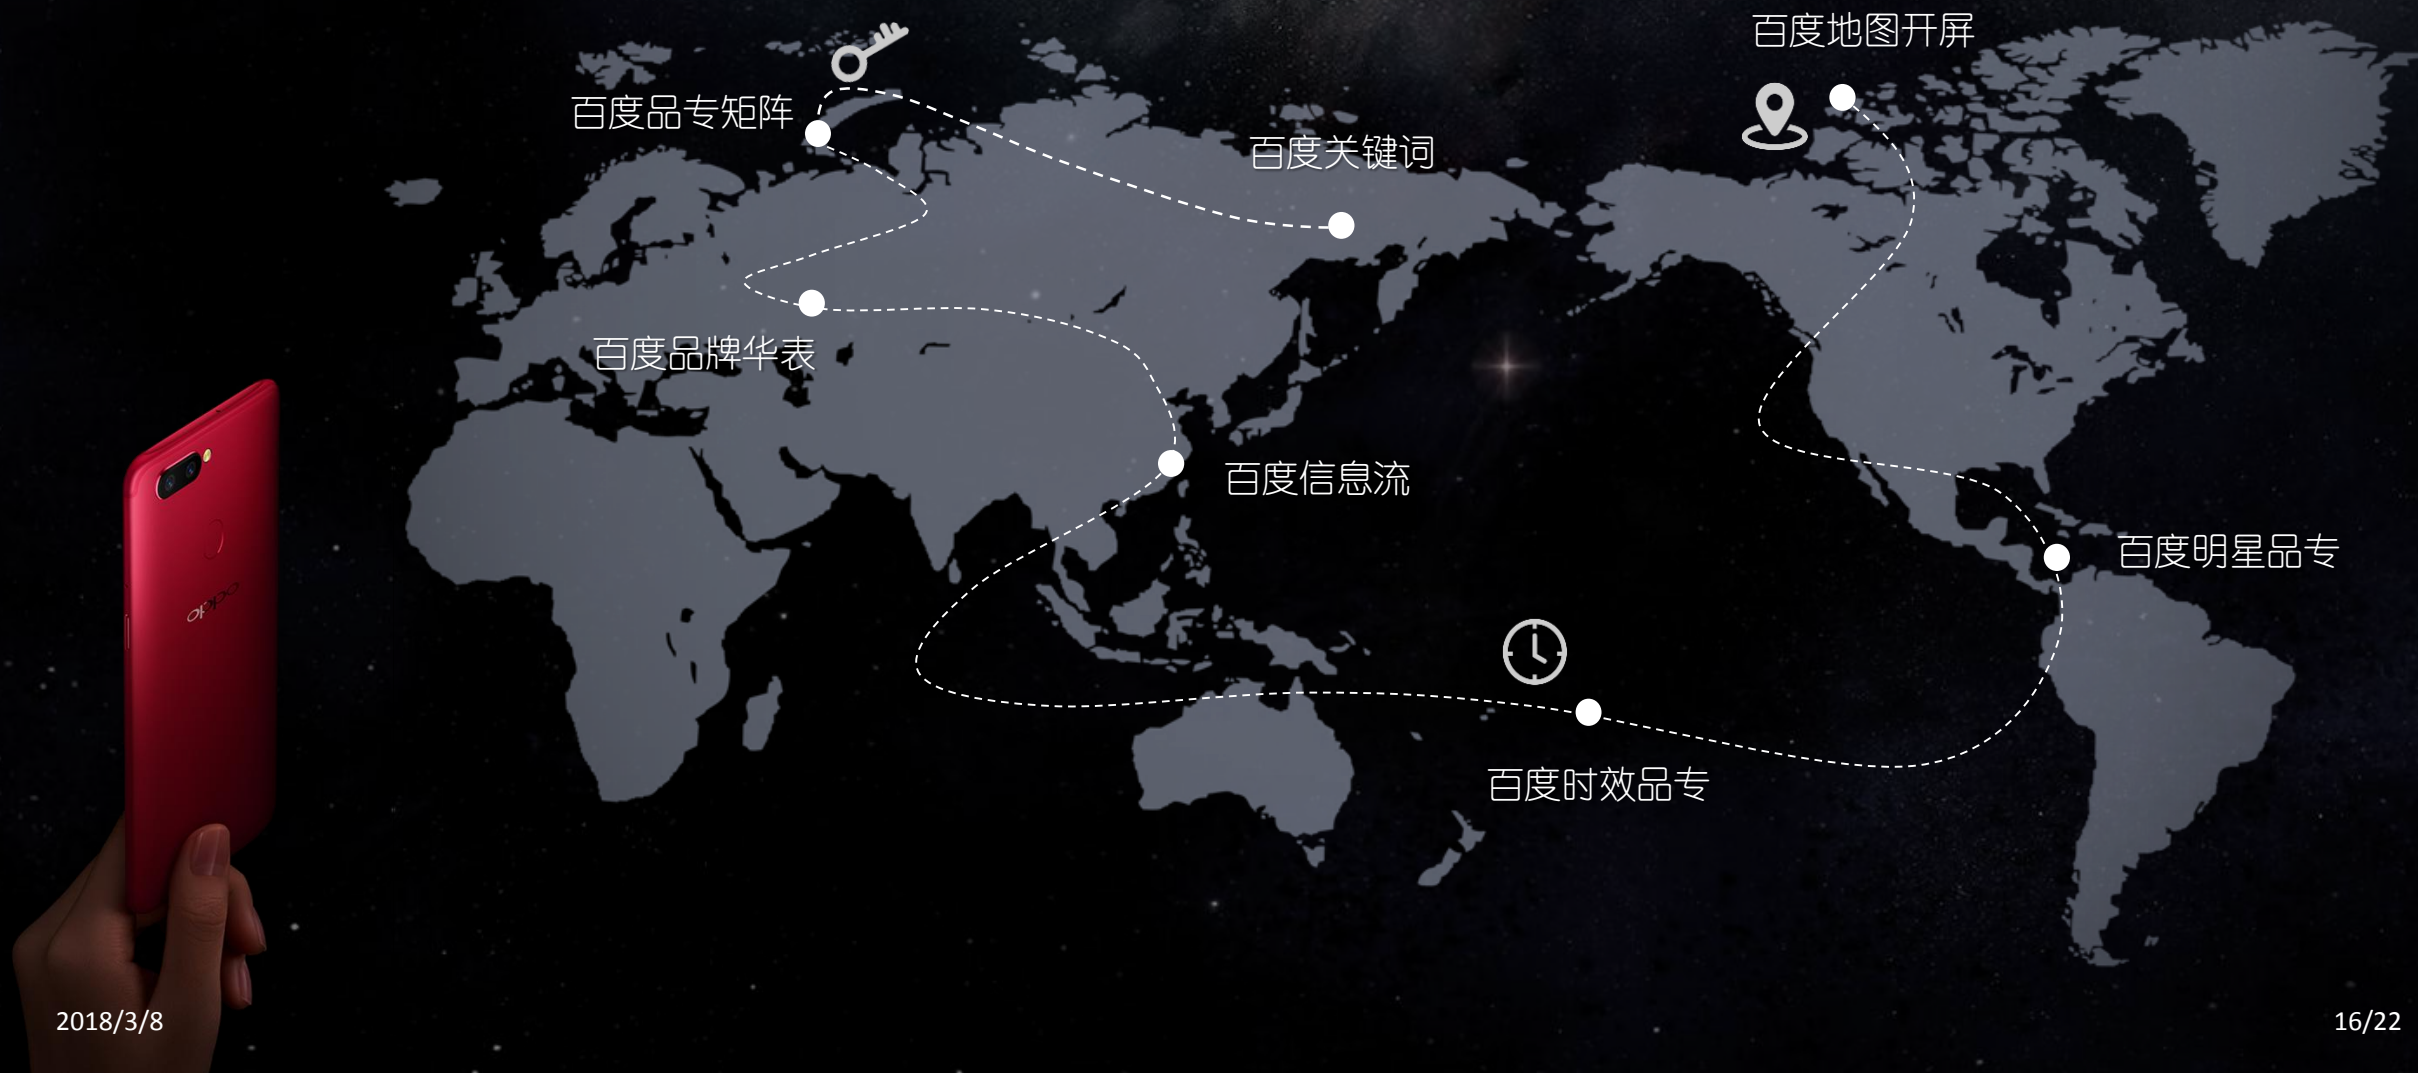 百度地图开屏
百度品专矩阵
百度关键词
百度品牌华表
百度信息流
百度明星品专
oppo
百度时效品专
2018/3/8
16/22